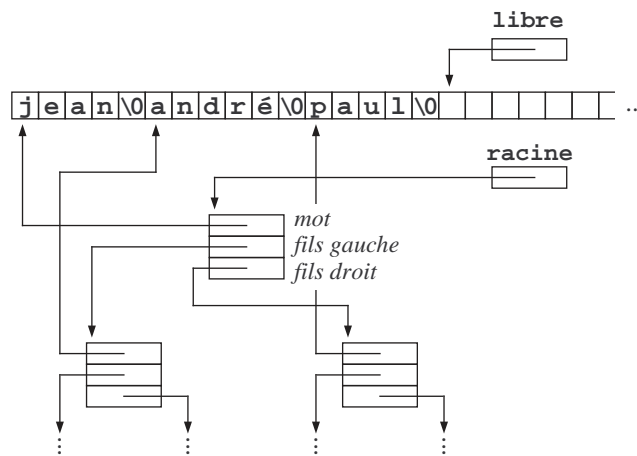 libre
jean\0andré\0paul\0 ...
racine
mot
fils gauche
fils droit